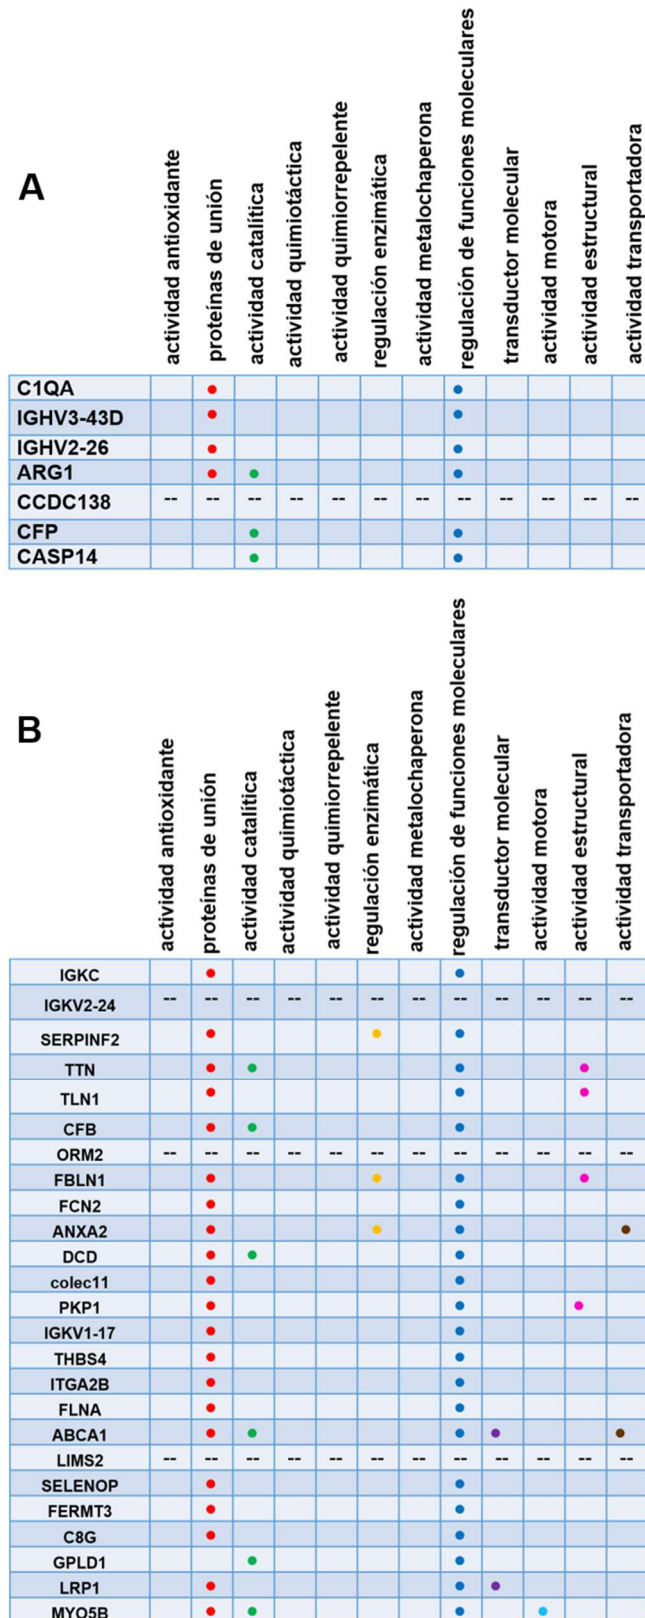 A
actividad antioxidante
proteínas de unión
actividad catalítica
actividad quimiotáctica
actividad quimiorrepelente
regulación enzimática
actividad metalochaperona
regulación de funciones moleculares
transductor molecular
actividad motora
actividad estructural
actividad transportadora
C1QA
IGHV3-43D
IGHV2-26
ARG1
CCDC138 -- -- -- -- -- -- -- -- -- -- -- --
CFP
CASP14
B
actividad antioxidante
proteínas de unión
actividad catalítica
actividad quimiotáctica
actividad quimiorrepelente
regulación enzimática
actividad metalochaperona
regulación de funciones moleculares
transductor molecular
actividad motora
actividad estructural
actividad transportadora
IGKC
IGKV2-24 -- -- -- -- -- -- -- -- -- -- -- --
SERPINF2
TTN
TLN1
CFB
ORM2 -- -- -- -- -- -- -- -- -- -- -- --
FBLN1
FCN2
ANXA2
DCD
colec11
PKP1
IGKV1-17
THBS4
ITGA2B
FLNA
ABCA1
LIMS2 -- -- -- -- -- -- -- -- -- -- -- --
SELENOP
FERMT3
C8G
GPLD1
LRP1
MYO5B